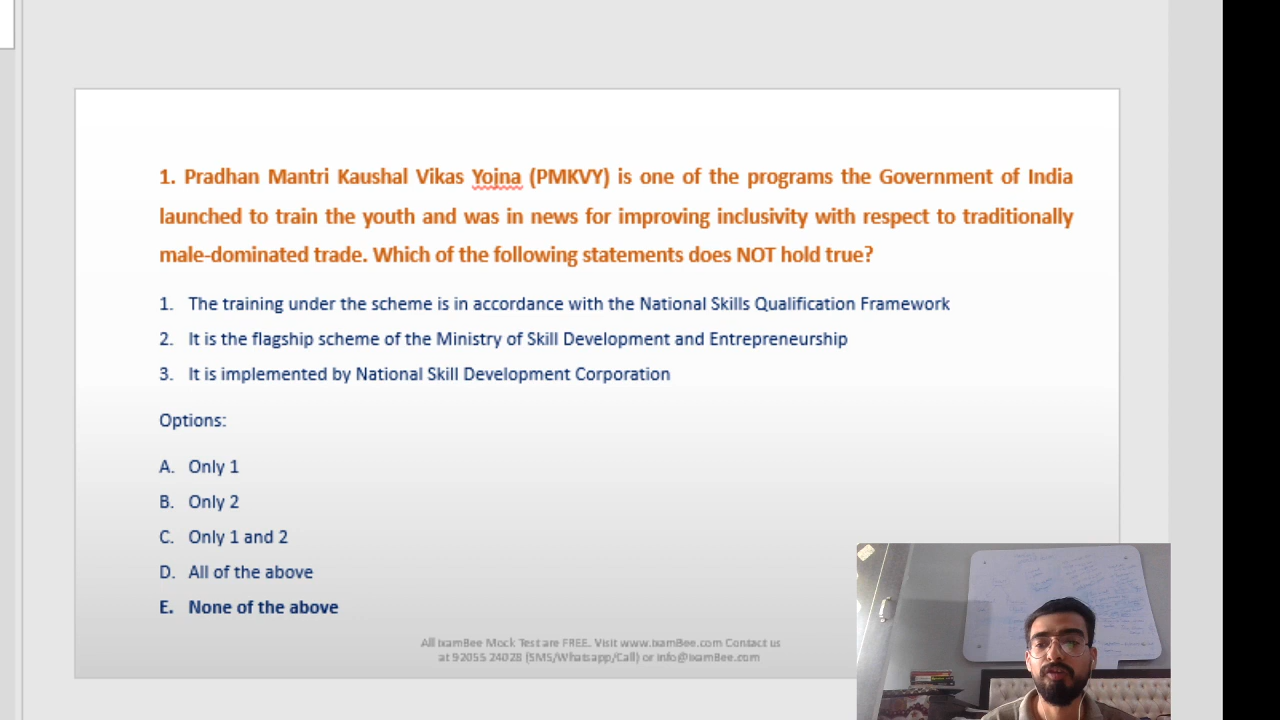 1. Pradhan Mantri Kaushal Vikas Yojna (PMKVY) is one of the programs the Government of India
launched to train the youth and was in news for improving inclusivity with respect to traditionally
male-dominated trade. Which of the following statements does NOT hold true?
1. The training under the scheme is in accordance with the National Skills Qualification Framework
2. It is the flagship scheme of the Ministry of Skill Development and Entrepreneurship
3. It is implemented by National Skill Development Corporation
Options:
A. Only 1
B. Only 2
C. Only 1 and 2
D. All of the above
E. None of the above
All ixamBee Mock Test are FREE. Visit www.ixamBee.com Contact us
at 92055 24028 (SMS/Whatsapp/Call) or info@ixamBee.com